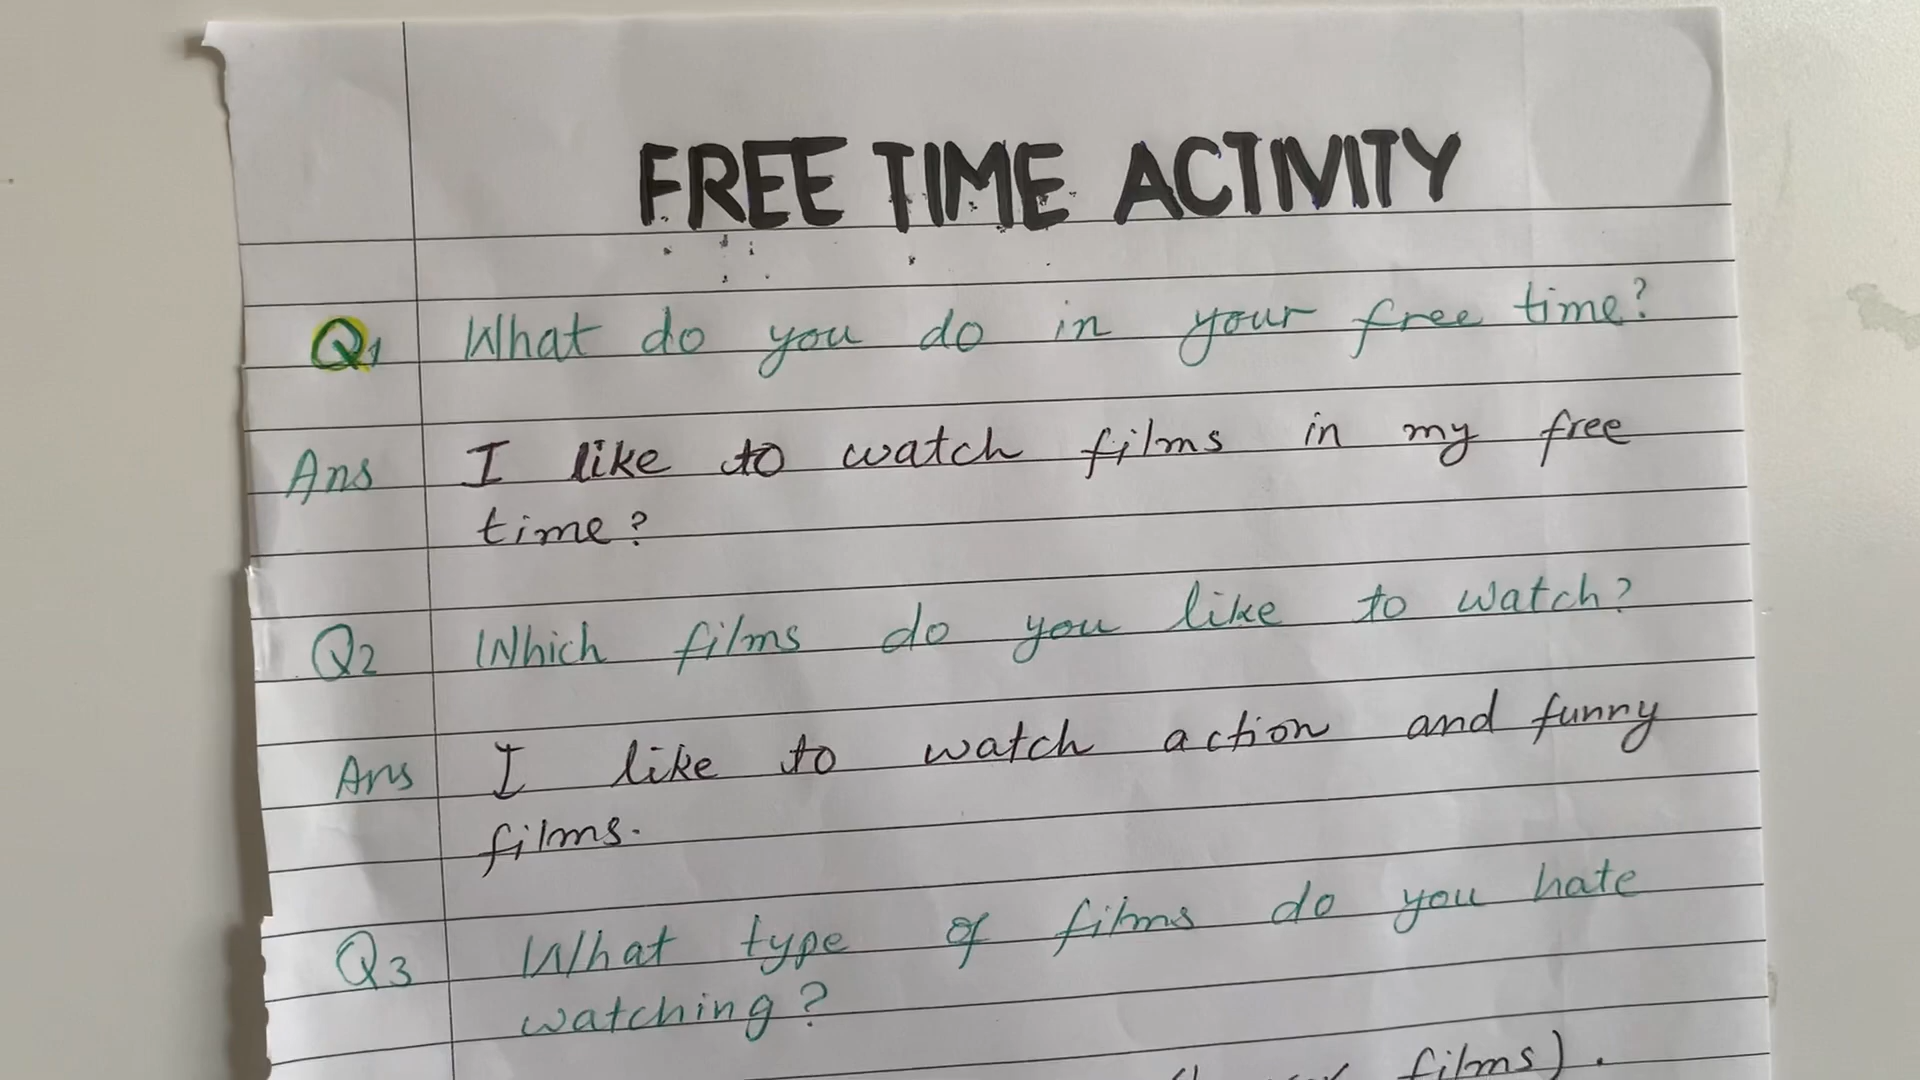 FREE TIME ACTIVITY
Q1 What do you do in your free time?
Ans I like to watch films in my free
time?
Q2 Which films do you like to watch?
Ans I like to watch action and funny
films.
Q3 What type of films do you hate
watching?
films).